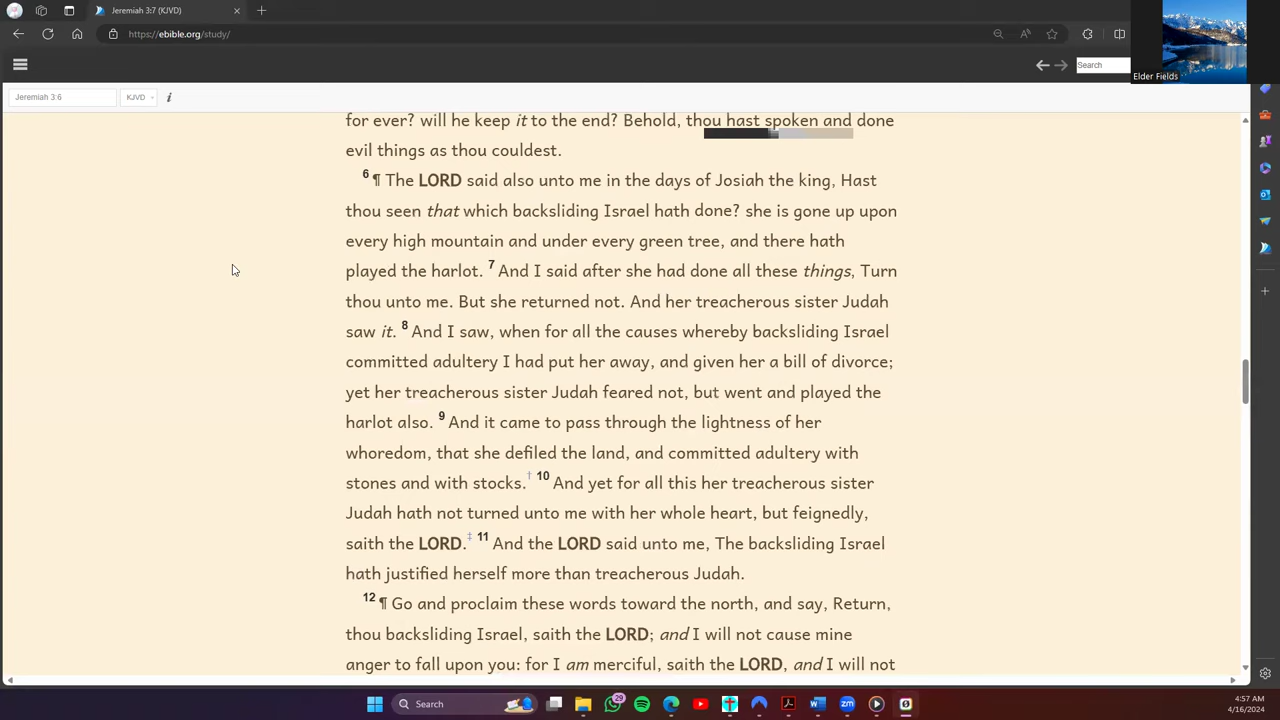 Jeremiah 3:7 (KJVD)
https://ebible.org/study/
Search
Elder Fields
Jeremiah 3:6
KJVD
for ever? will he keep it to the end? Behold, thou hast spoken and done
evil things as thou couldest.
6 ¶ The LORD said also unto me in the days of Josiah the king, Hast
thou seen that which backsliding Israel hath done? she is gone up upon
every high mountain and under every green tree, and there hath
played the harlot. 7 And I said after she had done all these things, Turn
thou unto me. But she returned not. And her treacherous sister Judah
saw it. 8 And I saw, when for all the causes whereby backsliding Israel
committed adultery I had put her away, and given her a bill of divorce;
yet her treacherous sister Judah feared not, but went and played the
harlot also. 9 And it came to pass through the lightness of her
whoredom, that she defiled the land, and committed adultery with
stones and with stocks.† 10 And yet for all this her treacherous sister
Judah hath not turned unto me with her whole heart, but feignedly,
saith the LORD.‡ 11 And the LORD said unto me, The backsliding Israel
hath justified herself more than treacherous Judah.
12 ¶ Go and proclaim these words toward the north, and say, Return,
thou backsliding Israel, saith the LORD; and I will not cause mine
anger to fall upon you: for I am merciful, saith the LORD, and I will not
Search
29
4:57 AM
4/16/2024